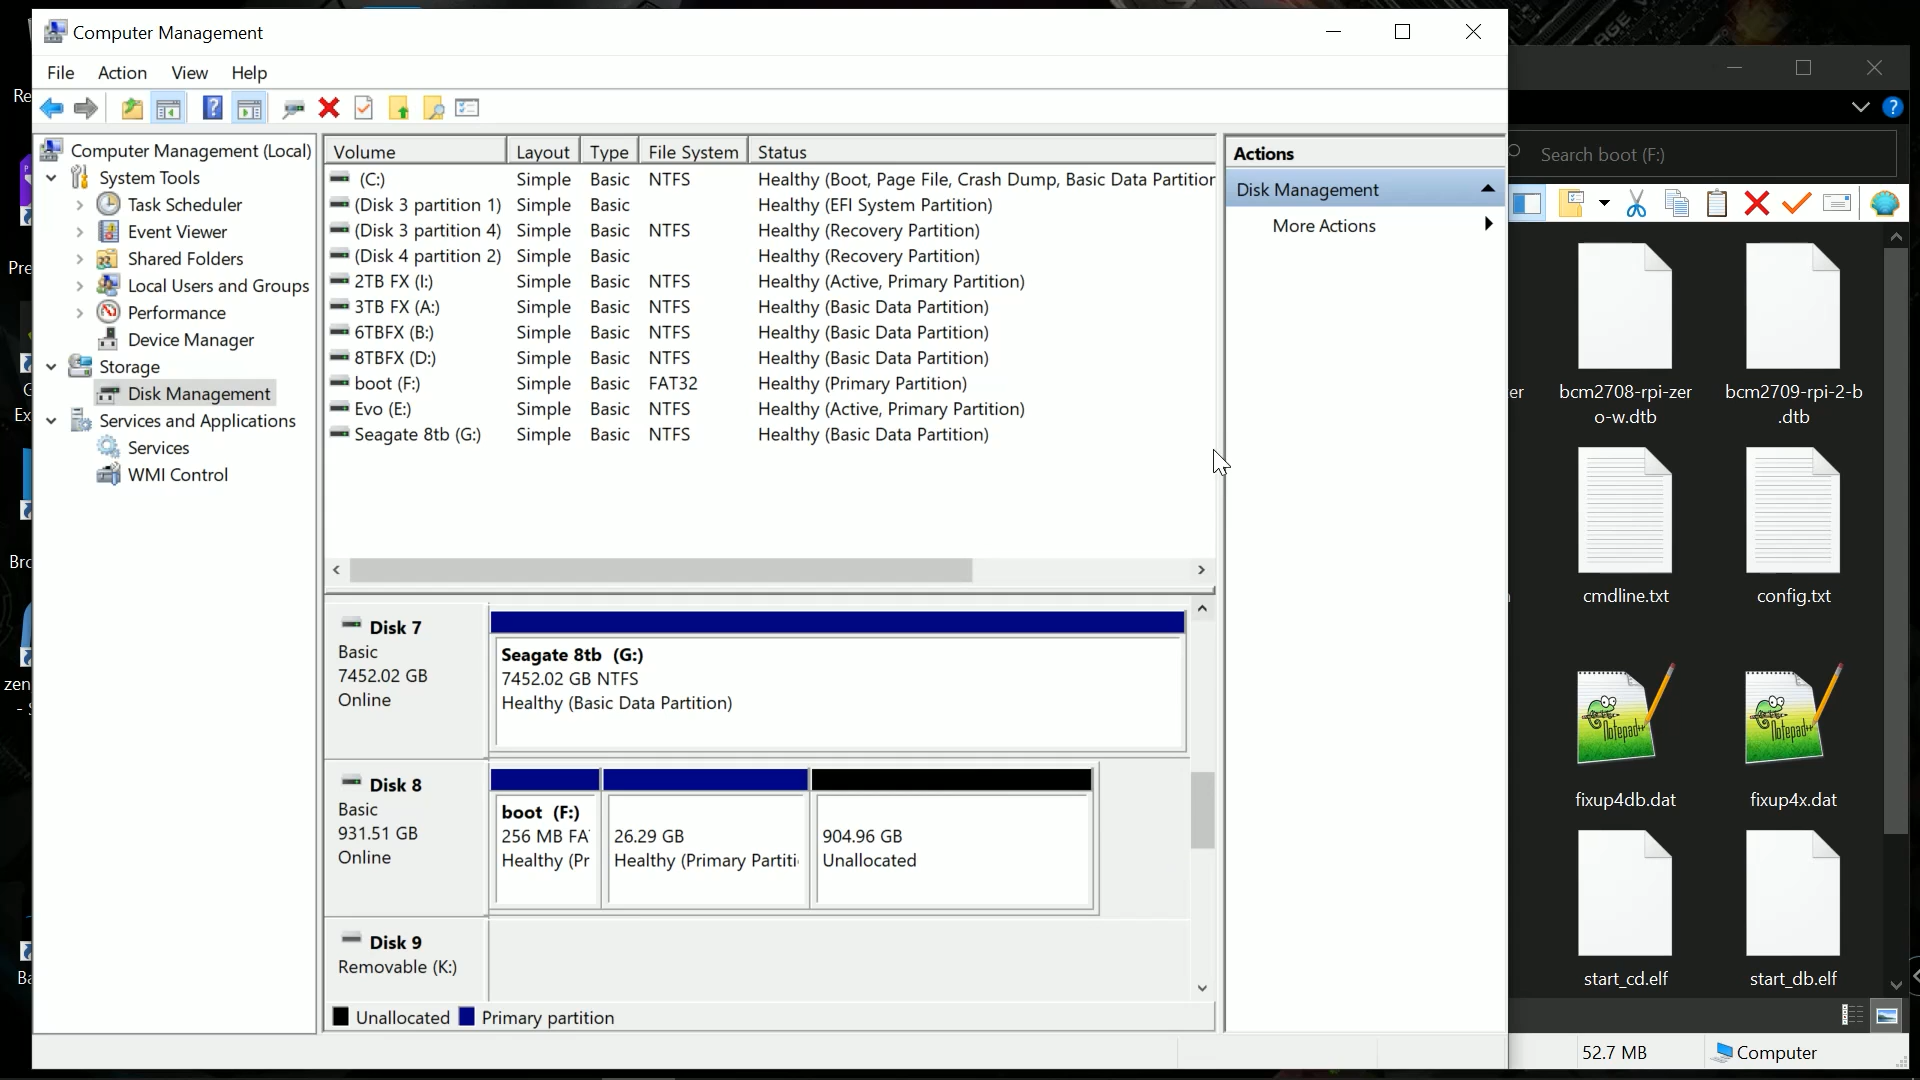 Computer Management
File Action View Help
Computer Management (Local)
System Tools
Task Scheduler
Event Viewer
Shared Folders
Local Users and Groups
Performance
Device Manager
Storage
Disk Management
Services and Applications
Services
WMI Control
Volume Layout Type File System Status
(C:) Simple Basic NTFS Healthy (Boot, Page File, Crash Dump, Basic Data Partition
(Disk 3 partition 1) Simple Basic Healthy (EFI System Partition)
(Disk 3 partition 4) Simple Basic NTFS Healthy (Recovery Partition)
(Disk 4 partition 2) Simple Basic Healthy (Recovery Partition)
2TB FX (I:) Simple Basic NTFS Healthy (Active, Primary Partition)
3TB FX (A:) Simple Basic NTFS Healthy (Basic Data Partition)
6TBFX (B:) Simple Basic NTFS Healthy (Basic Data Partition)
8TBFX (D:) Simple Basic NTFS Healthy (Basic Data Partition)
boot (F:) Simple Basic FAT32 Healthy (Primary Partition)
Evo (E:) Simple Basic NTFS Healthy (Active, Primary Partition)
Seagate 8tb (G:) Simple Basic NTFS Healthy (Basic Data Partition)
Disk 7
Basic
7452.02 GB
Online
Seagate 8tb (G:)
7452.02 GB NTFS
Healthy (Basic Data Partition)
Disk 8
Basic
931.51 GB
Online
boot (F:)
256 MB FA
Healthy (Pr
26.29 GB
Healthy (Primary Partiti
904.96 GB
Unallocated
Disk 9
Removable (K:)
Unallocated Primary partition
Actions
Disk Management
More Actions
Search boot (F:)
er
bcm2708-rpi-zer
o-w.dtb
bcm2709-rpi-2-b
.dtb
cmdline.txt
config.txt
Notepad++
Notepad++
fixup4db.dat
fixup4x.dat
start_cd.elf
start_db.elf
52.7 MB
Computer
Re
Pre
Ex
Bro
zen
- S
Ba